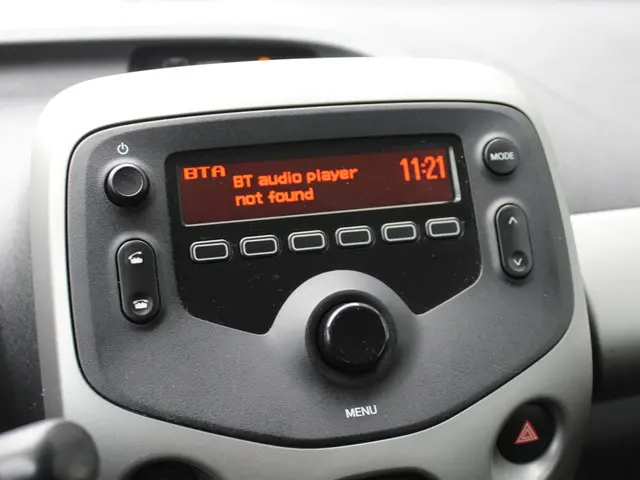 BTA
BT audio player
not found
11:21
MODE
MENU